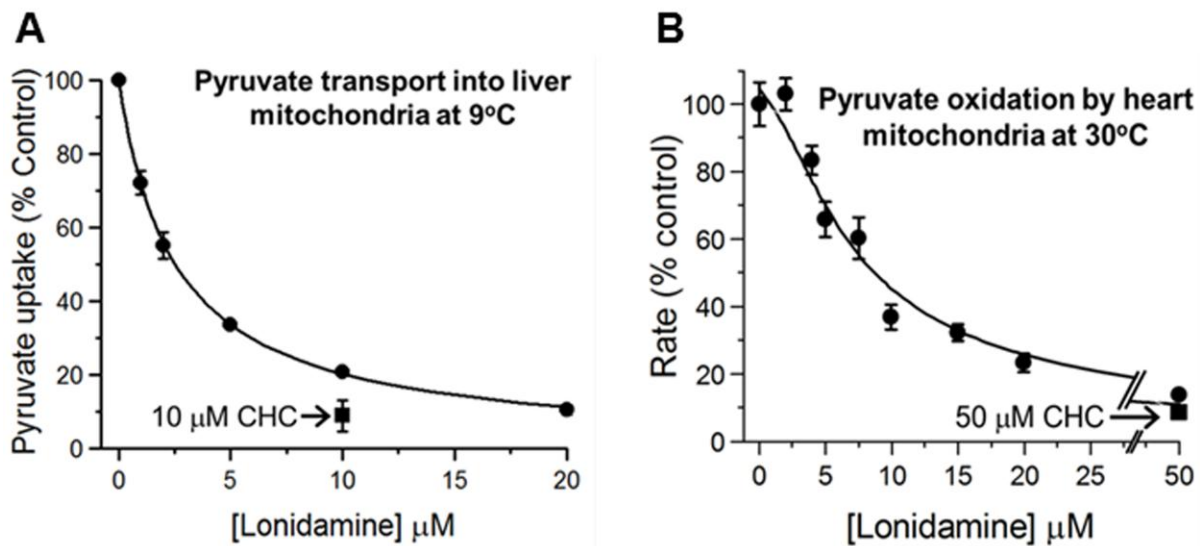 A
Pyruvate transport into liver
mitochondria at 9ºC
Pyruvate uptake (% Control)
100
80
60
40
20
0
10 μM CHC
0 5 10 15 20
[Lonidamine] μM
B
Pyruvate oxidation by heart
mitochondria at 30ºC
Rate (% control)
100
80
60
40
20
0
50 μM CHC
0 5 10 15 20 25 50
[Lonidamine] μM